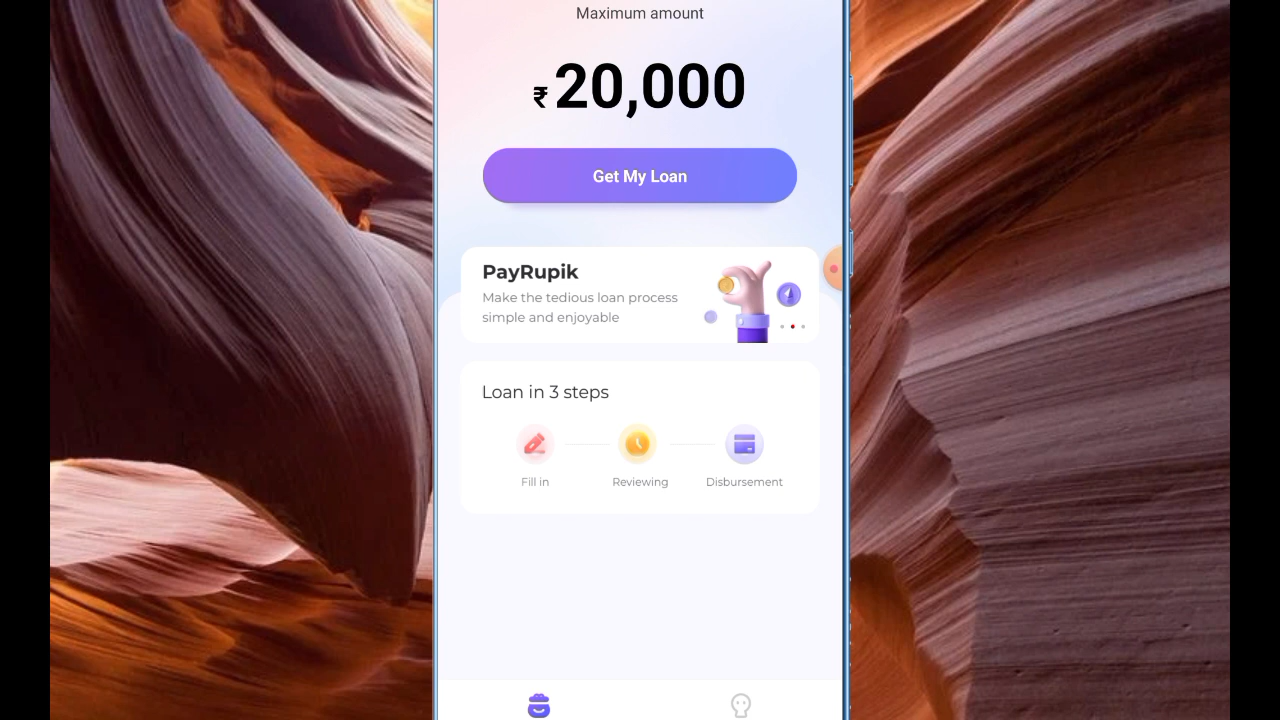 Maximum amount
₹20,000
Get My Loan
PayRupik
Make the tedious loan process
simple and enjoyable
Loan in 3 steps
Fill in
Reviewing
Disbursement